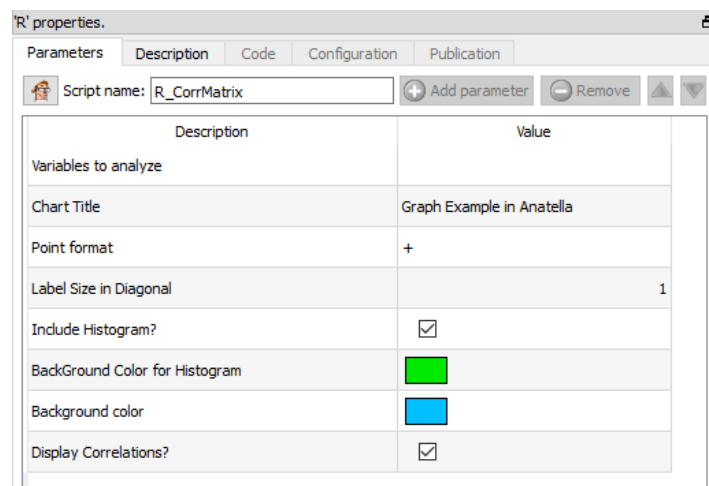 'R' properties.
Parameters Description Code Configuration Publication
Script name: R_CorrMatrix Add parameter Remove
Description Value
Variables to analyze
Chart Title Graph Example in Anatella
Point format +
Label Size in Diagonal 1
Include Histogram?
BackGround Color for Histogram
Background color
Display Correlations?